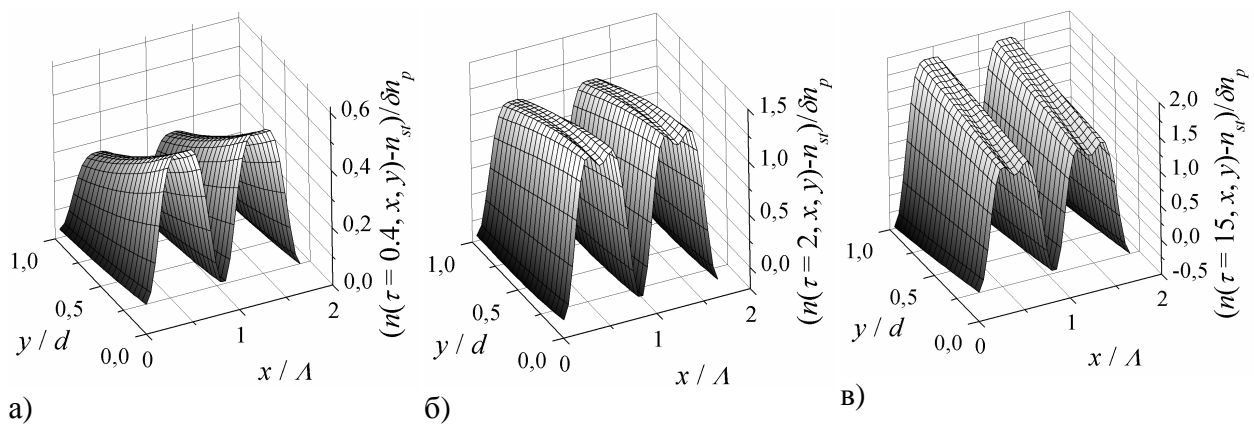 0,6
0,4
0,2
0,0
(n(τ = 0.4, x, y)-n_st)/δn_p
1,0
0,5
0,0
y / d
0
1
2
x / Λ
а)
1,5
1,0
0,5
0,0
(n(τ = 2, x, y)-n_st)/δn_p
1,0
0,5
0,0
y / d
0
1
2
x / Λ
б)
2,0
1,5
1,0
0,5
0,0
-0,5
(n(τ = 15, x, y)-n_st)/δn_p
1,0
0,5
0,0
y / d
0
1
2
x / Λ
в)